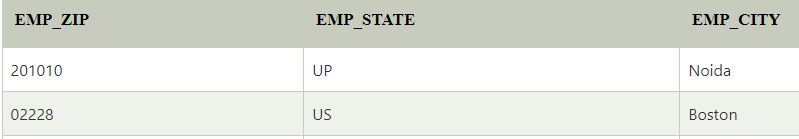 EMP_ZIP EMP_STATE EMP_CITY
201010 UP Noida
02228 US Boston